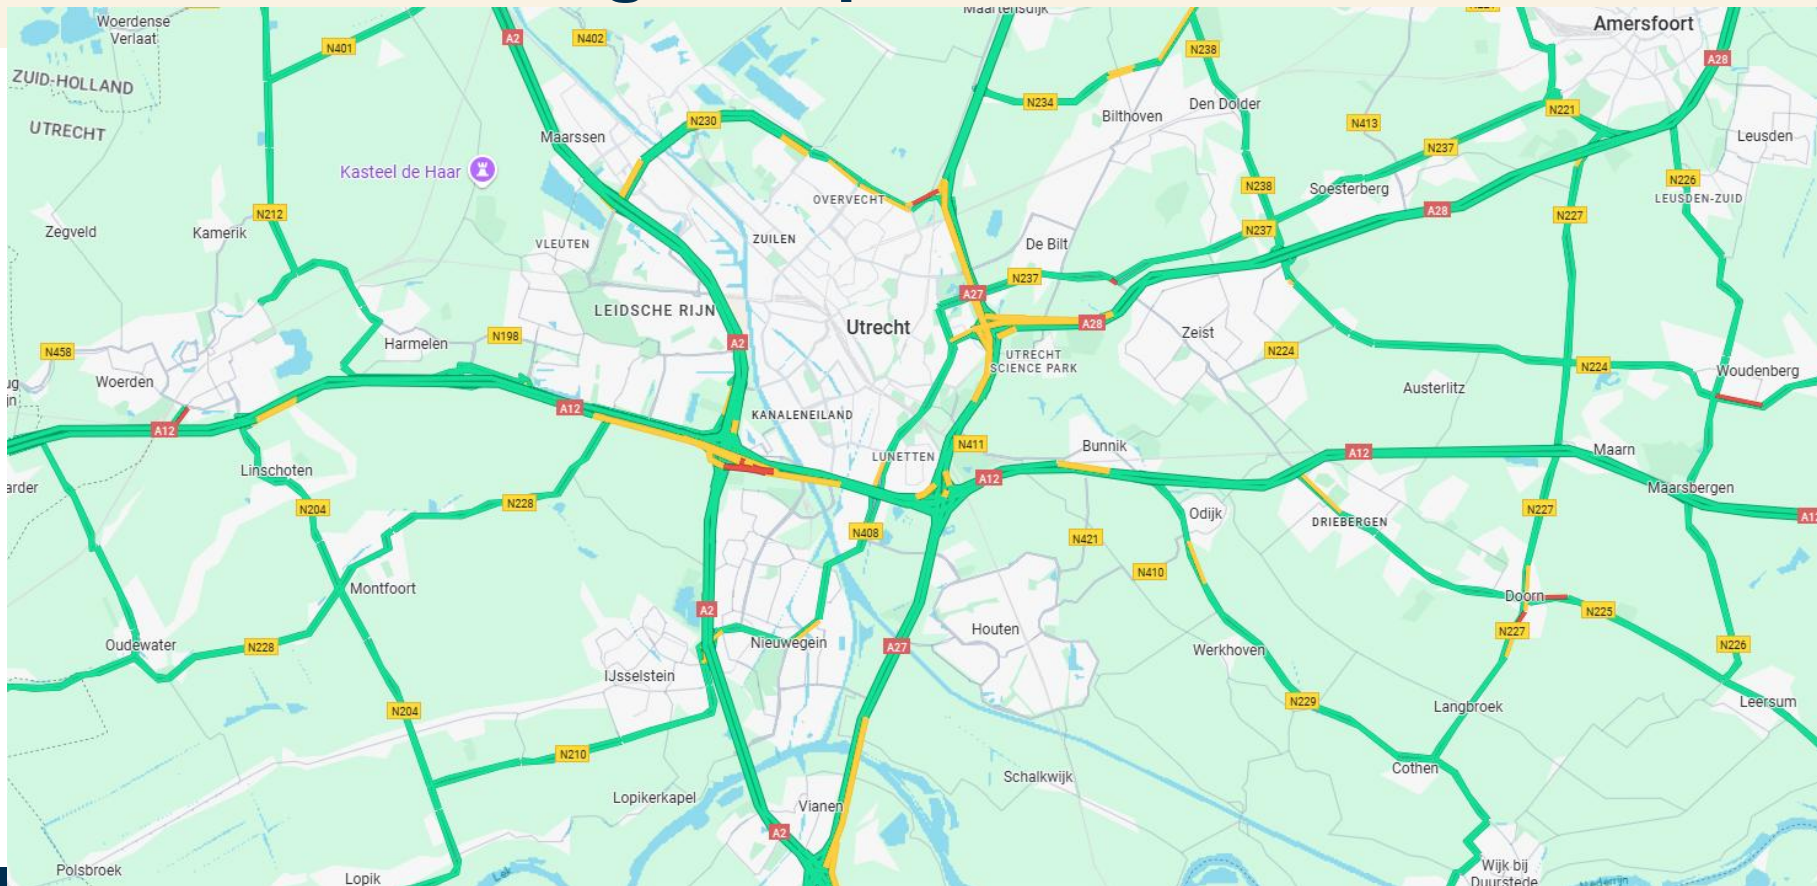 Woerdense
Verlaat
N401
A2
N402
Maartensdijk
N238
N221
Amersfoort
A28
ZUID-HOLLAND
UTRECHT
Maarssen
N230
N234
Bilthoven
Den Dolder
N413
N221
Leusden
N237
Kasteel de Haar
OVERVECHT
N238
Soesterberg
N226
LEUSDEN-ZUID
N212
Zegveld
Kamerik
VLEUTEN
ZUILEN
De Bilt
N237
A28
N227
N237
A27
LEIDSCHE RIJN
Utrecht
A28
Zeist
N458
Harmelen
N198
A2
UTRECHT
SCIENCE PARK
N224
N224
Woudenberg
Woerden
Austerlitz
A12
A12
KANALENEILAND
N411
Bunnik
A12
Maarn
LUNETTEN
A12
Linschoten
Maarsbergen
arder
N204
N228
N408
Odijk
DRIEBERGEN
N227
N421
N410
Montfoort
A2
Doorn
N225
N227
Oudewater
N228
Nieuwegein
A27
Houten
Werkhoven
N226
IJsselstein
N204
N229
Langbroek
Leersum
N210
Schalkwijk
Cothen
Lopikerkapel
Vianen
A2
Polsbroek
Lopik
Lek
Wijk bij
Duurstede
Nederrijn